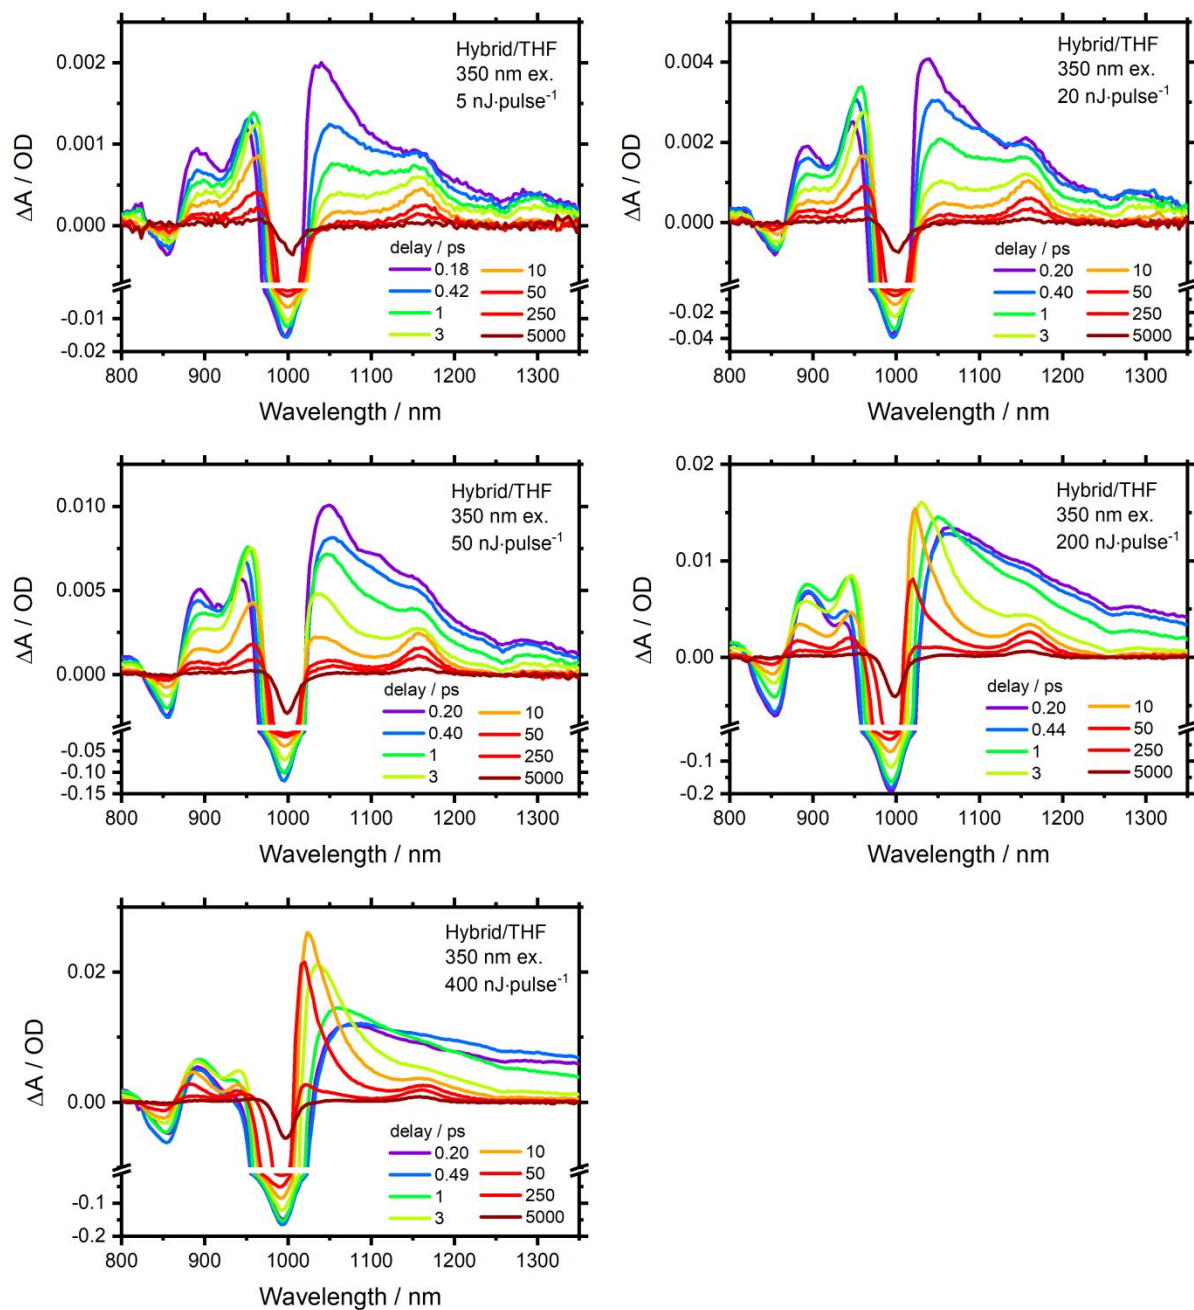 Hybrid/THF
350 nm ex.
5 nJ·pulse⁻¹
ΔA / OD
0.002
0.001
0.000
-0.01
-0.02
delay / ps
0.18 10
0.42 50
1 250
3 5000
800 900 1000 1100 1200 1300
Wavelength / nm
Hybrid/THF
350 nm ex.
20 nJ·pulse⁻¹
ΔA / OD
0.004
0.002
0.000
-0.02
-0.04
delay / ps
0.20 10
0.40 50
1 250
3 5000
800 900 1000 1100 1200 1300
Wavelength / nm
Hybrid/THF
350 nm ex.
50 nJ·pulse⁻¹
ΔA / OD
0.010
0.005
0.000
-0.05
-0.10
-0.15
delay / ps
0.20 10
0.40 50
1 250
3 5000
800 900 1000 1100 1200 1300
Wavelength / nm
Hybrid/THF
350 nm ex.
200 nJ·pulse⁻¹
ΔA / OD
0.02
0.01
0.00
-0.1
-0.2
delay / ps
0.20 10
0.44 50
1 250
3 5000
800 900 1000 1100 1200 1300
Wavelength / nm
Hybrid/THF
350 nm ex.
400 nJ·pulse⁻¹
ΔA / OD
0.02
0.00
-0.1
-0.2
delay / ps
0.20 10
0.49 50
1 250
3 5000
800 900 1000 1100 1200 1300
Wavelength / nm